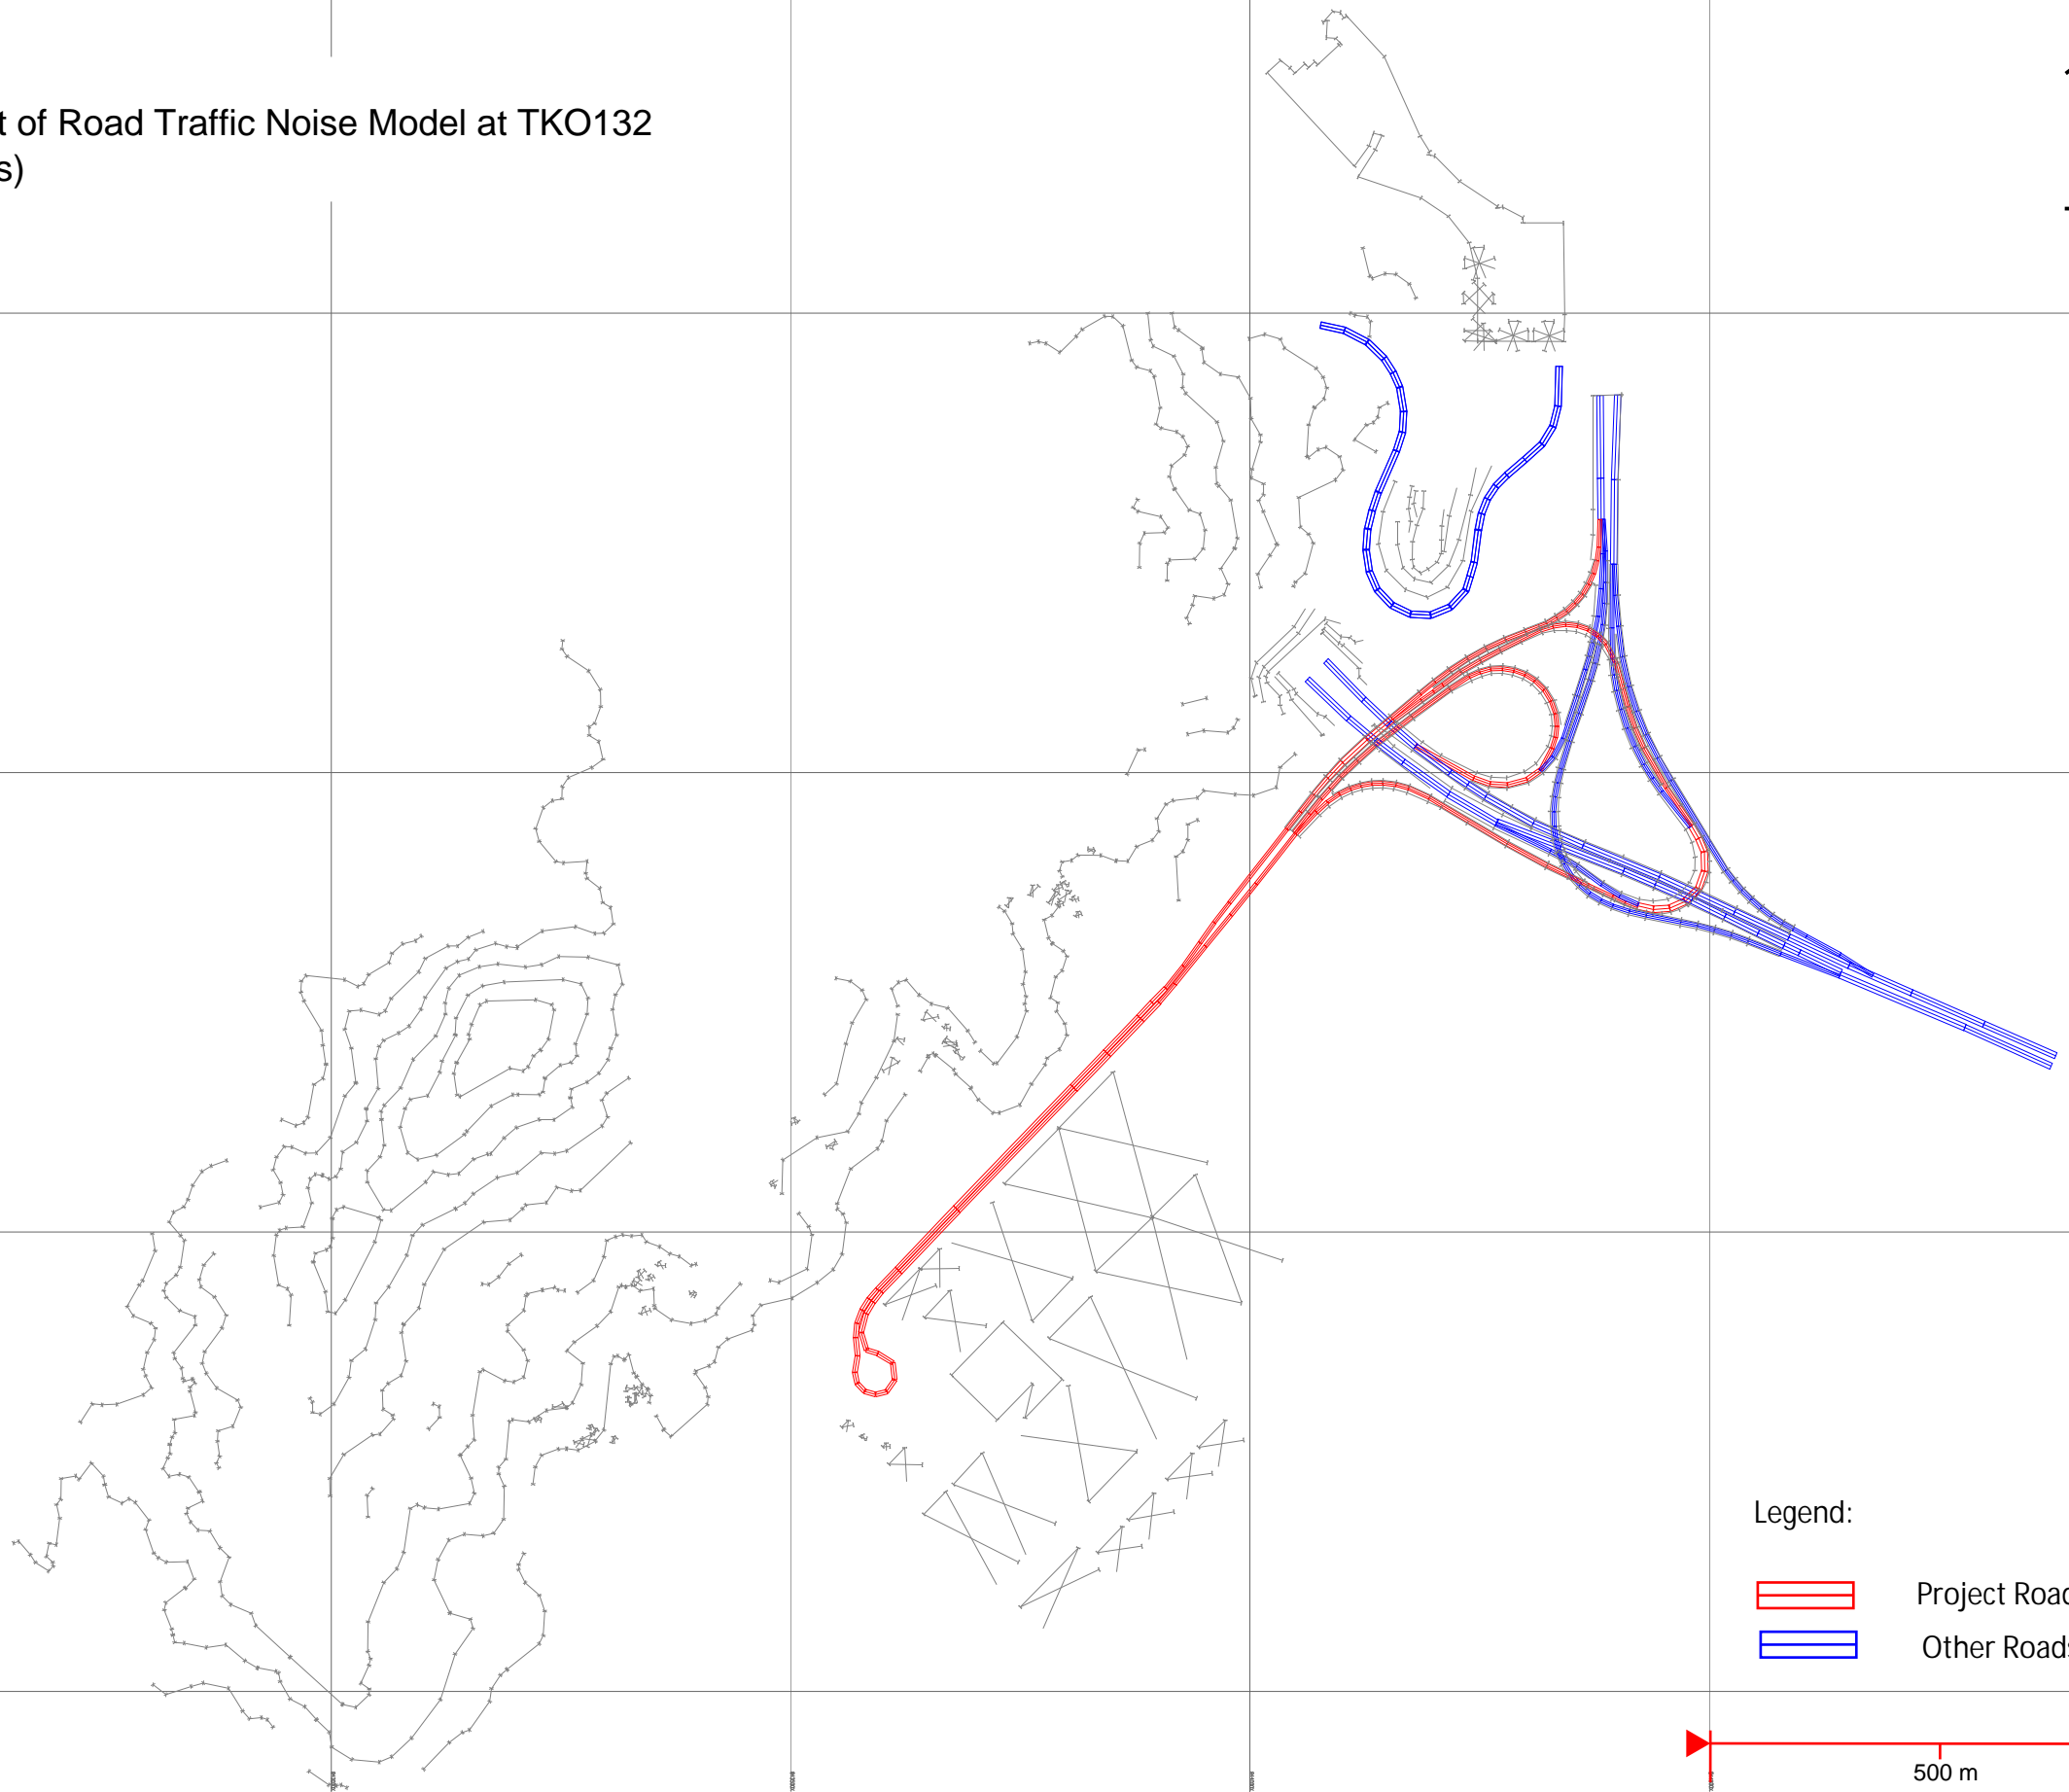 t of Road Traffic Noise Model at TKO132
s)
Legend:
Project Road
Other Roads
500 m